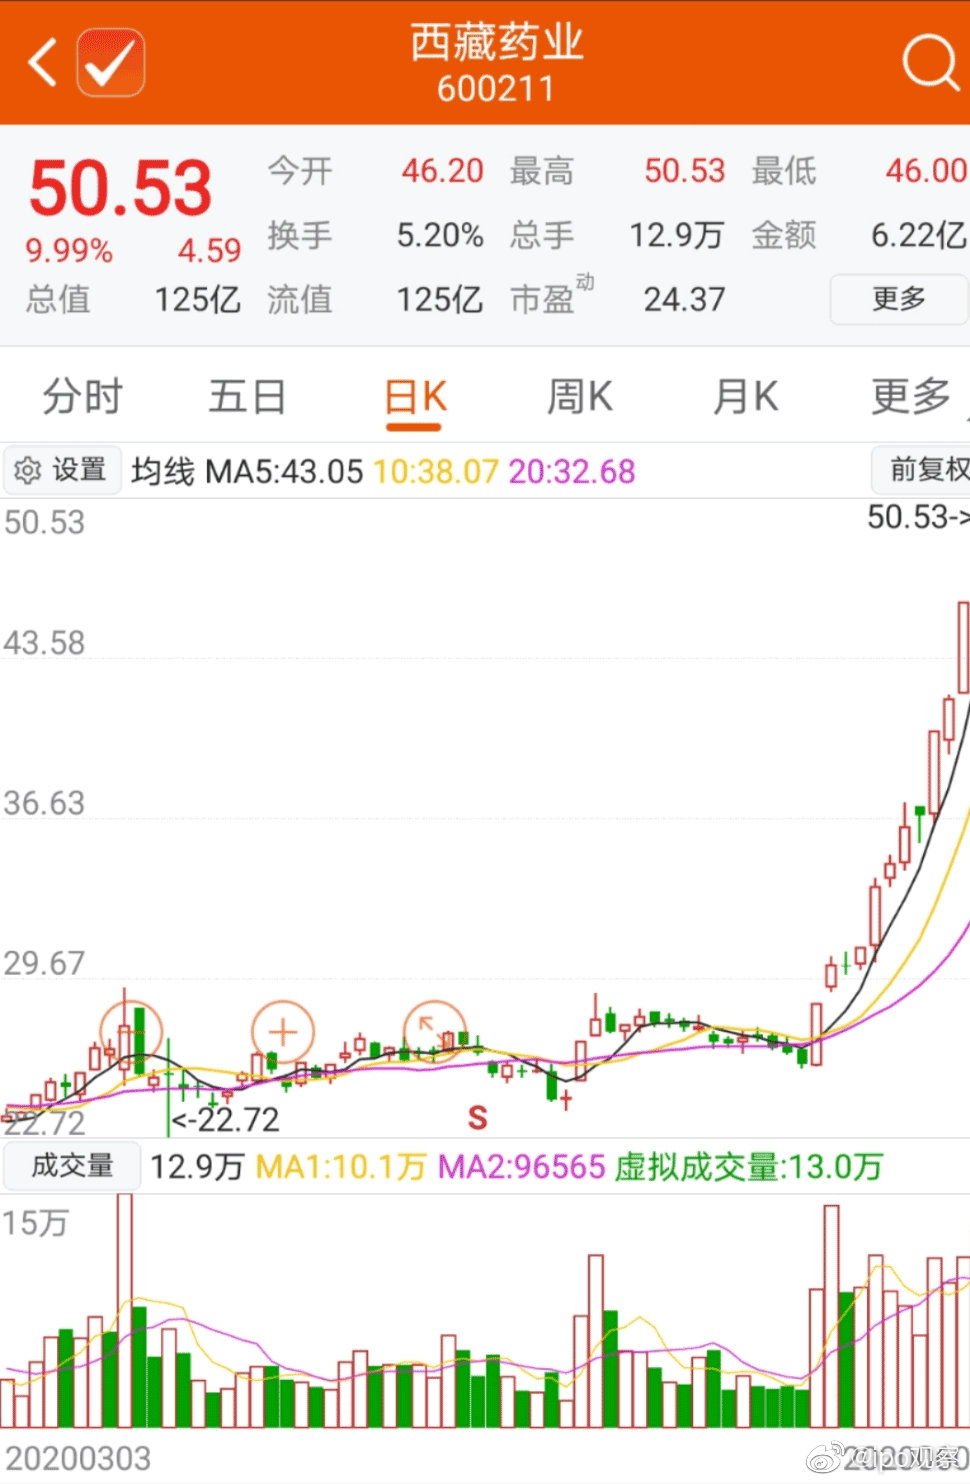 西藏药业
600211
50.53 今开 46.20 最高 50.53 最低 46.00
9.99% 4.59 换手 5.20% 总手 12.9万 金额 6.22亿
总值 125亿 流值 125亿 市盈动 24.37 更多
分时 五日 日K 周K 月K 更多
设置 均线 MA5:43.05 10:38.07 20:32.68 前复权
50.53 50.53->
43.58
36.63
29.67
22.72 <-22.72 S
成交量 12.9万 MA1:10.1万 MA2:96565 虚拟成交量:13.0万
15万
20200303
@ipo观察